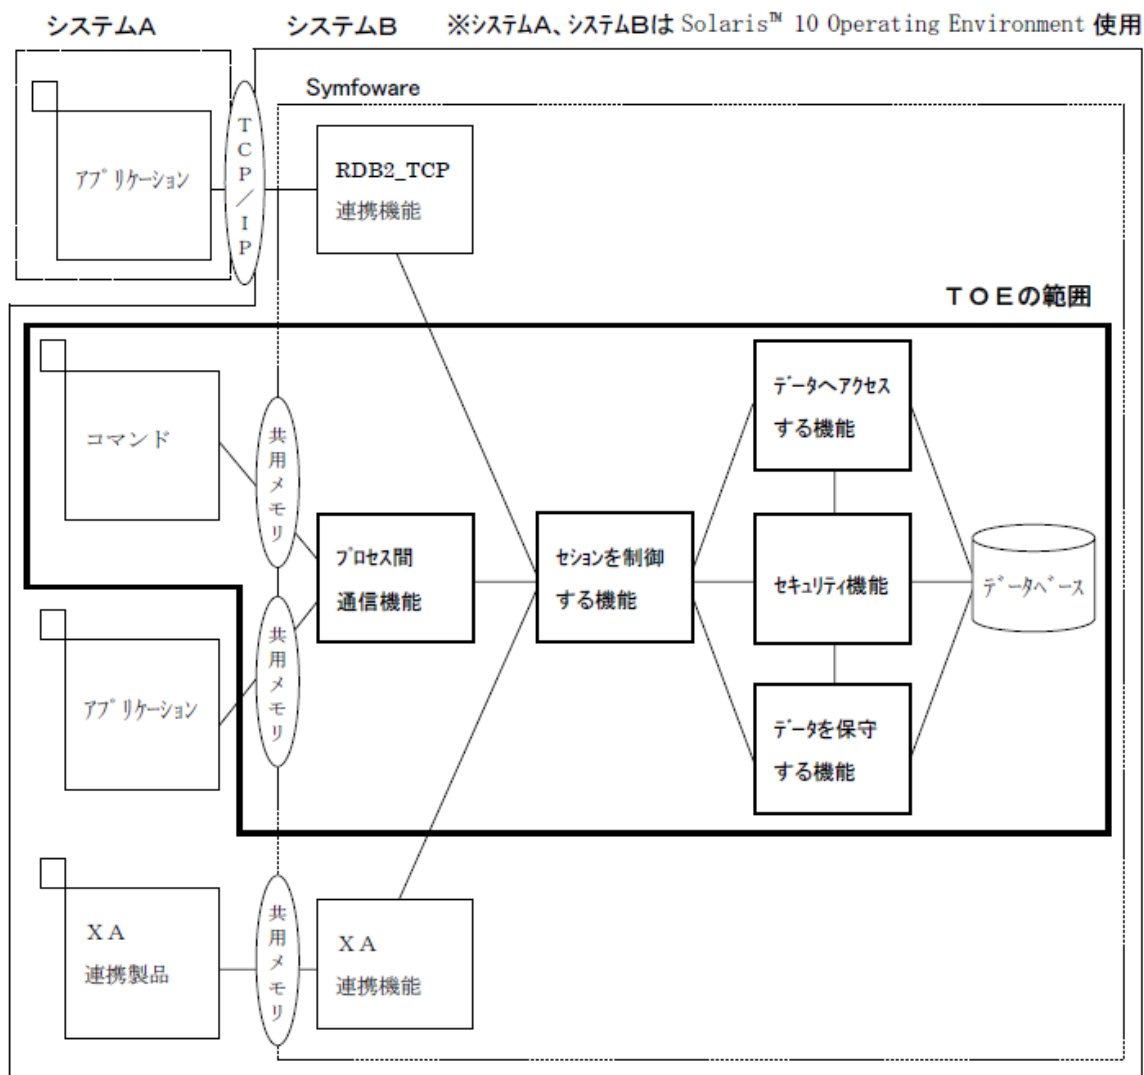 システムA
システムB
※システムA、システムBは Solaris™ 10 Operating Environment 使用
Symfoware
アプリケーション
TCP/IP
RDB2_TCP
連携機能
TOEの範囲
コマンド
共用メモリ
プロセス間
通信機能
セションを制御
する機能
データへアクセス
する機能
セキュリティ機能
データベース
アプリケーション
共用メモリ
データを保守
する機能
XA
連携製品
共用メモリ
XA
連携機能